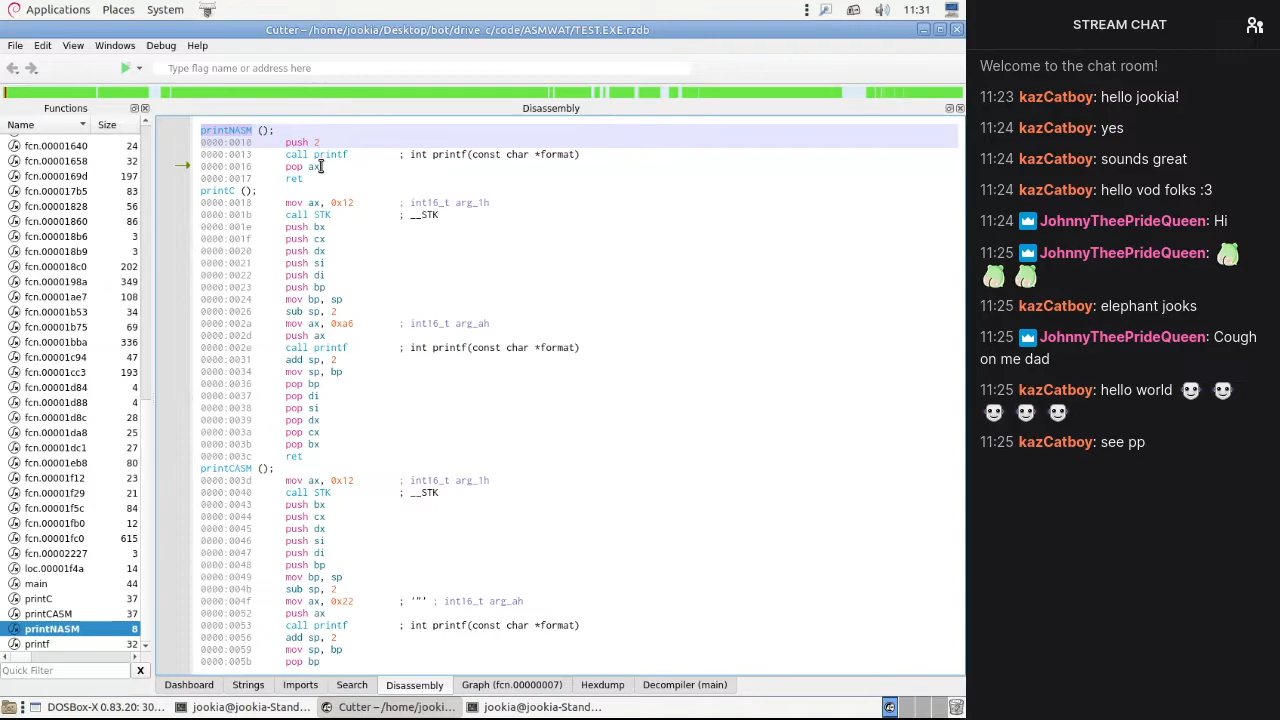 Applications Places System 11:31
Cutter – /home/jookia/Desktop/bot/drive_c/code/ASMWAT/TEST.EXE.rzdb
File Edit View Windows Debug Help
Type flag name or address here
Functions
Disassembly
Name Size
fcn.00001640 24
fcn.00001658 32
fcn.0000169d 197
fcn.000017b5 83
fcn.00001828 56
fcn.00001860 86
fcn.000018b6 3
fcn.000018b9 3
fcn.000018c0 202
fcn.0000198a 349
fcn.00001ae7 108
fcn.00001b53 34
fcn.00001b75 69
fcn.00001bba 336
fcn.00001c94 47
fcn.00001cc3 193
fcn.00001d84 4
fcn.00001d88 4
fcn.00001d8c 28
fcn.00001da8 25
fcn.00001dc1 27
fcn.00001eb8 80
fcn.00001f12 23
fcn.00001f29 21
fcn.00001f5c 84
fcn.00001fb0 12
fcn.00001fc0 615
fcn.00002227 3
loc.00001f4a 14
main 44
printC 37
printCASM 37
printNASM 8
printf 32
Quick Filter X
printNASM ();
0000:0010 push 2
0000:0013 call printf ; int printf(const char *format)
0000:0016 pop ax
0000:0017 ret
printC ();
0000:0018 mov ax, 0x12 ; int16_t arg_1h
0000:001b call STK ; __STK
0000:001e push bx
0000:001f push cx
0000:0020 push dx
0000:0021 push si
0000:0022 push di
0000:0023 push bp
0000:0024 mov bp, sp
0000:0026 sub sp, 2
0000:002a mov ax, 0xa6 ; int16_t arg_ah
0000:002d push ax
0000:002e call printf ; int printf(const char *format)
0000:0031 add sp, 2
0000:0034 mov sp, bp
0000:0036 pop bp
0000:0037 pop di
0000:0038 pop si
0000:0039 pop dx
0000:003a pop cx
0000:003b pop bx
0000:003c ret
printCASM ();
0000:003d mov ax, 0x12 ; int16_t arg_1h
0000:0040 call STK ; __STK
0000:0043 push bx
0000:0044 push cx
0000:0045 push dx
0000:0046 push si
0000:0047 push di
0000:0048 push bp
0000:0049 mov bp, sp
0000:004b sub sp, 2
0000:004f mov ax, 0x22 ; '"' ; int16_t arg_ah
0000:0052 push ax
0000:0053 call printf ; int printf(const char *format)
0000:0056 add sp, 2
0000:0059 mov sp, bp
0000:005b pop bp
Dashboard Strings Imports Search Disassembly Graph (fcn.00000007) Hexdump Decompiler (main)
DOSBox-X 0.83.20: 30... jookia@jookia-Stand... Cutter – /home/jooki... jookia@jookia-Stand...
STREAM CHAT
Welcome to the chat room!
11:23 kazCatboy: hello jookia!
11:24 kazCatboy: yes
11:24 kazCatboy: sounds great
11:24 kazCatboy: hello vod folks :3
11:24 JohnnyTheePrideQueen: Hi
11:25 JohnnyTheePrideQueen:
11:25 kazCatboy: elephant jooks
11:25 JohnnyTheePrideQueen: Cough
on me dad
11:25 kazCatboy: hello world
11:25 kazCatboy: see pp